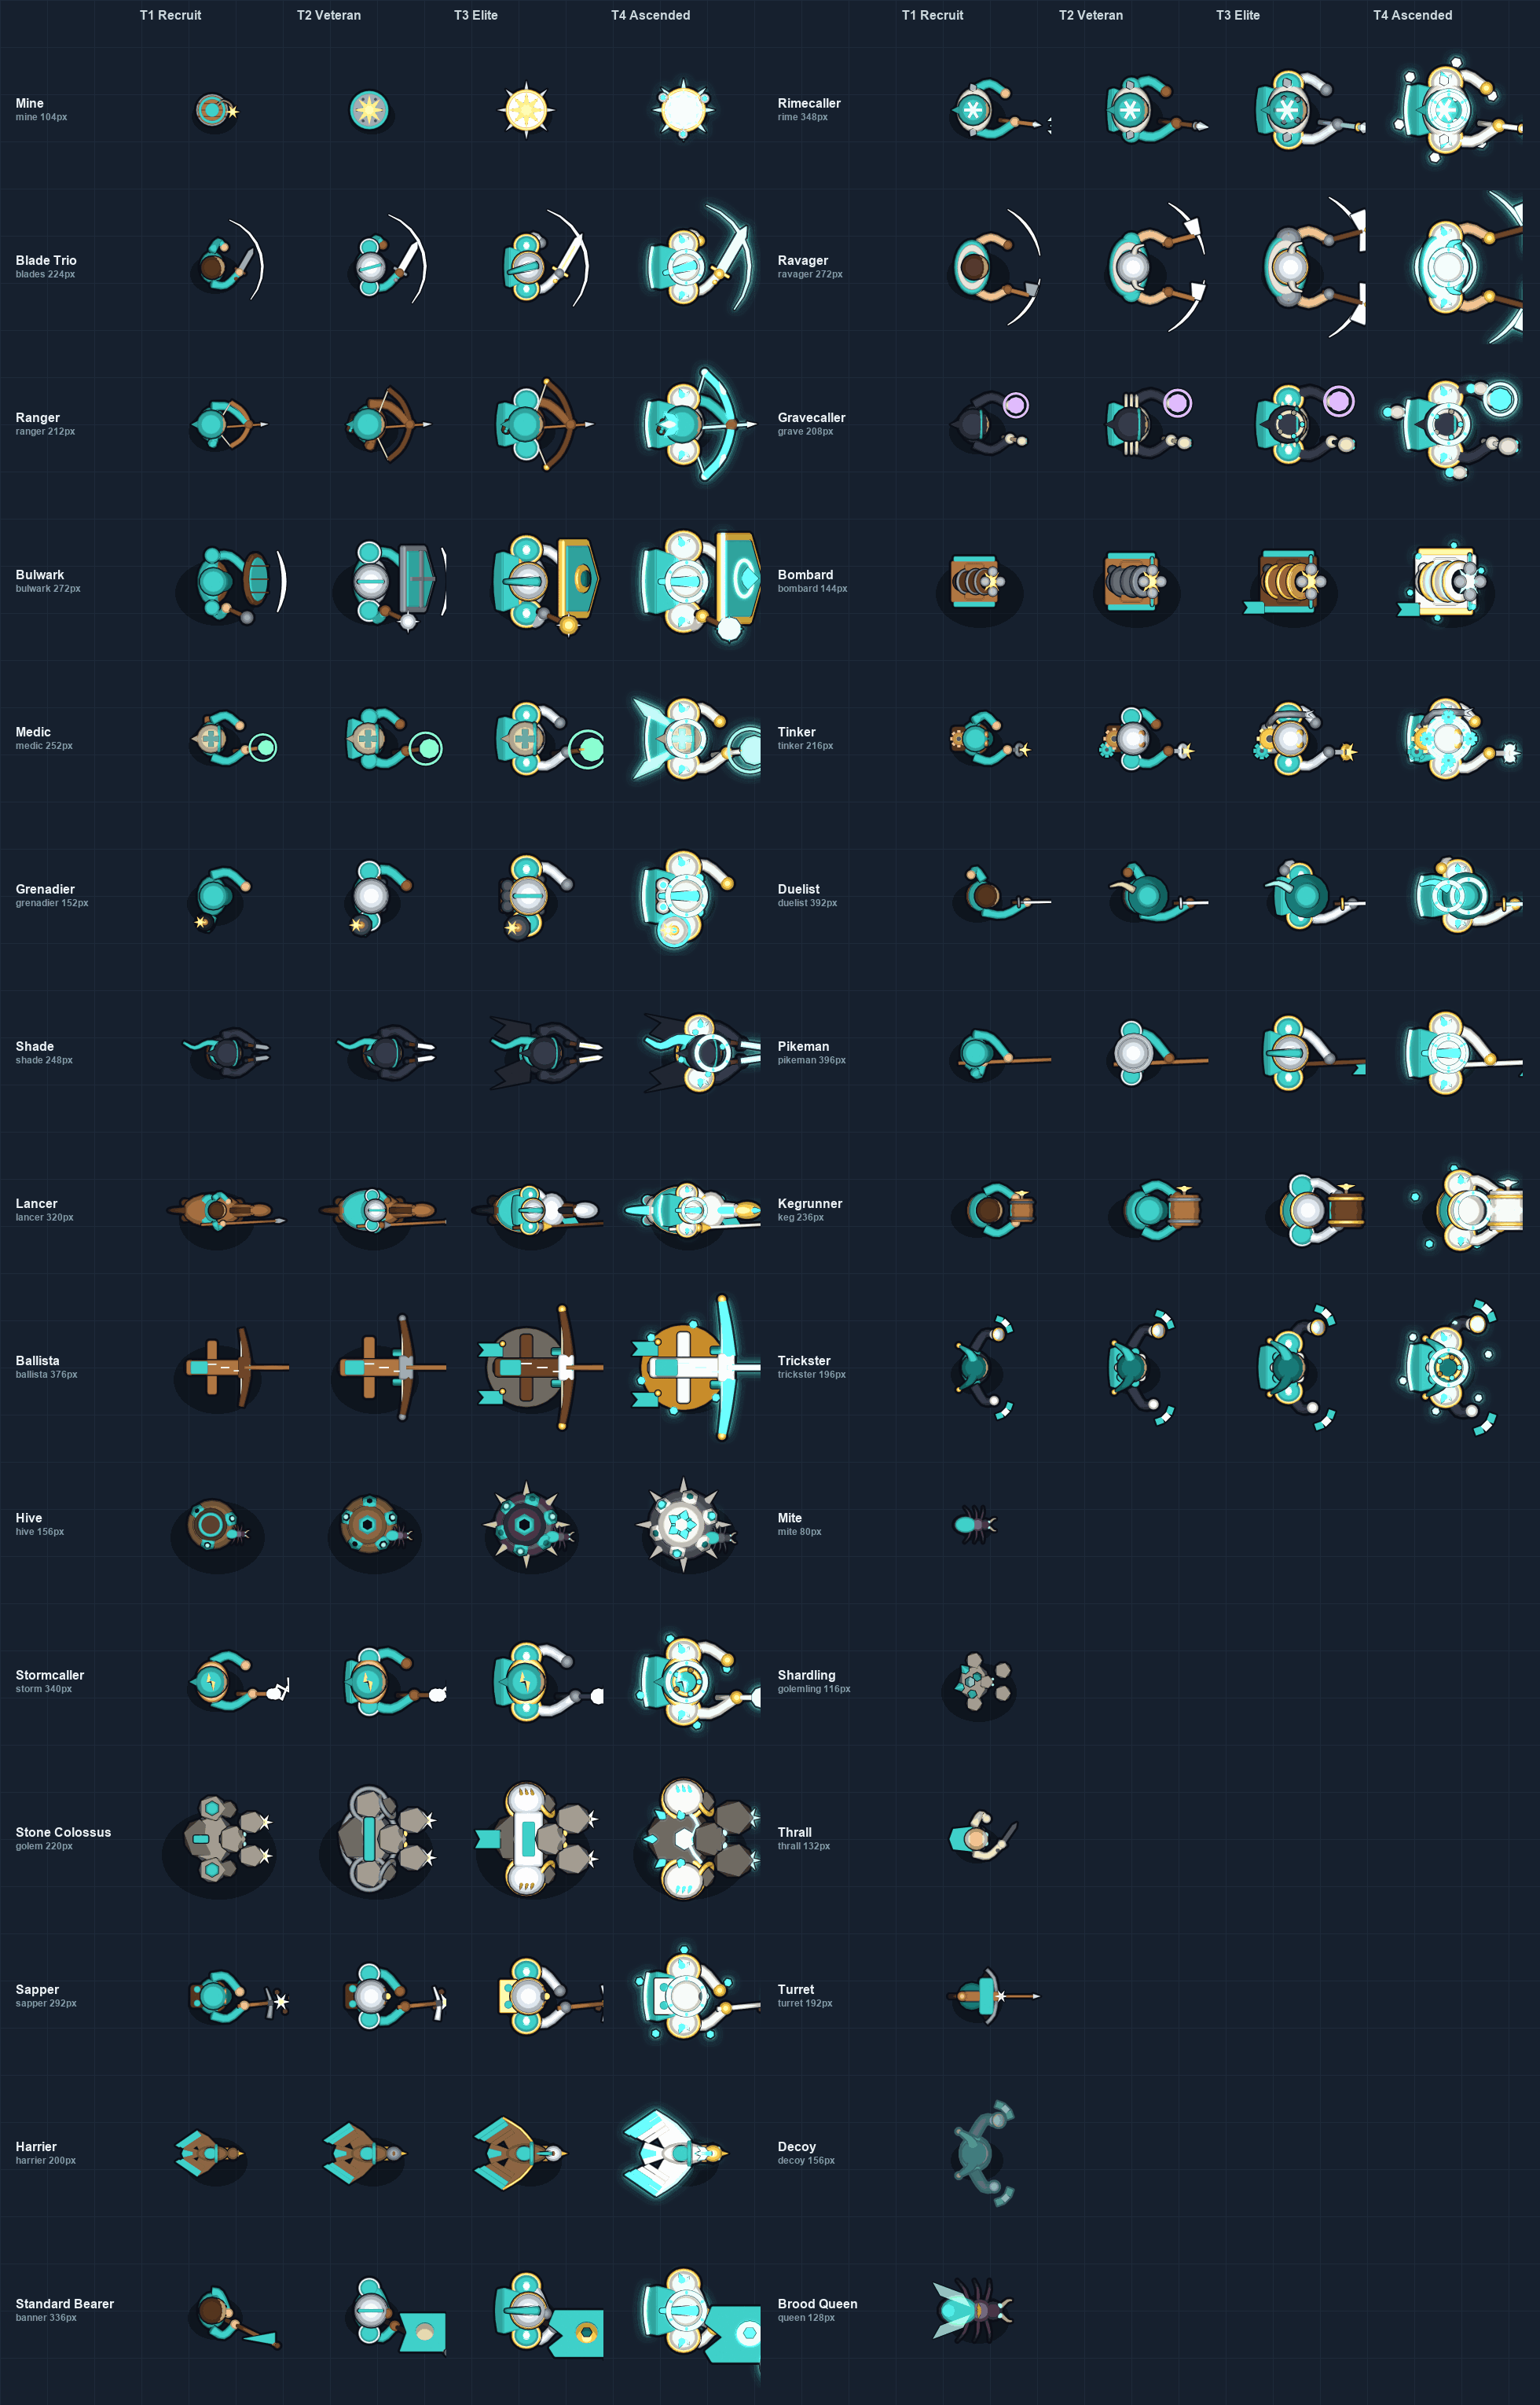 T1 Recruit T2 Veteran T3 Elite T4 Ascended T1 Recruit T2 Veteran T3 Elite T4 Ascended
Mine
mine 104px
Rimecaller
rime 348px
Blade Trio
blades 224px
Ravager
ravager 272px
Ranger
ranger 212px
Gravecaller
grave 208px
Bulwark
bulwark 272px
Bombard
bombard 144px
Medic
medic 252px
Tinker
tinker 216px
Grenadier
grenadier 152px
Duelist
duelist 392px
Shade
shade 248px
Pikeman
pikeman 396px
Lancer
lancer 320px
Kegrunner
keg 236px
Ballista
ballista 376px
Trickster
trickster 196px
Hive
hive 156px
Mite
mite 80px
Stormcaller
storm 340px
Shardling
golemling 116px
Stone Colossus
golem 220px
Thrall
thrall 132px
Sapper
sapper 292px
Turret
turret 192px
Harrier
harrier 200px
Decoy
decoy 156px
Standard Bearer
banner 336px
Brood Queen
queen 128px